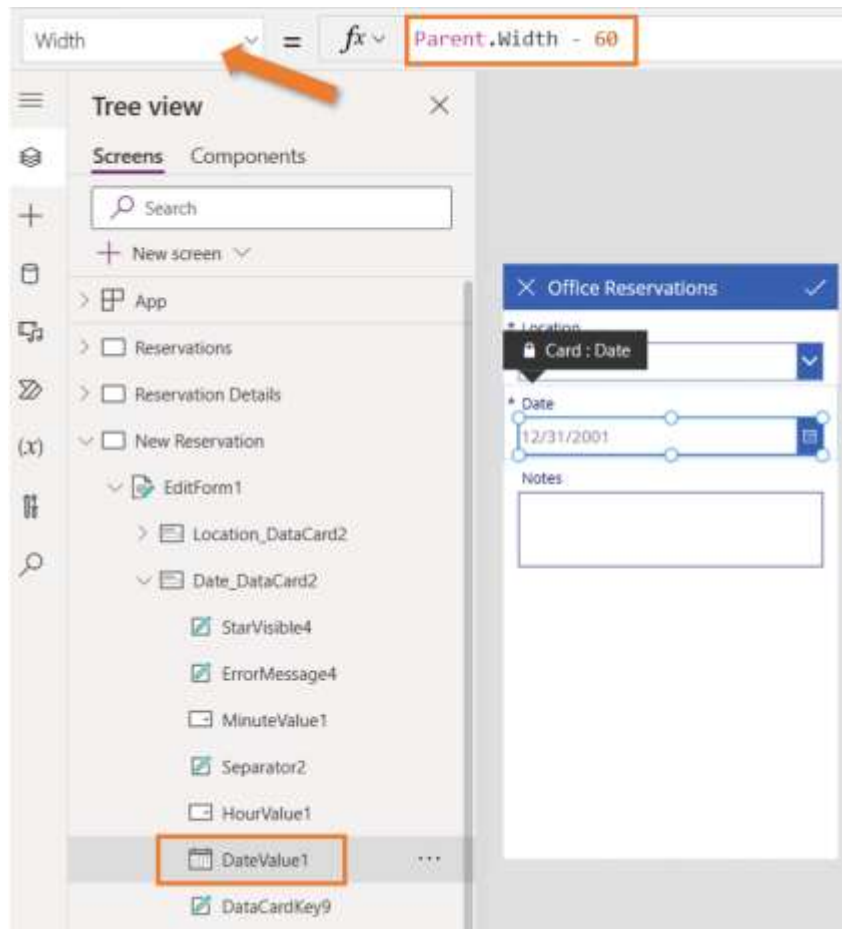 Width = fx Parent.Width - 60
Tree view
Screens Components
Search
New screen
App
Reservations
Reservation Details
New Reservation
EditForm1
Location_DataCard2
Date_DataCard2
StarVisible4
ErrorMessage4
MinuteValue1
Separator2
HourValue1
DateValue1 ...
DataCardKey9
(x)
Office Reservations
* Location
Card : Date
* Date
12/31/2001
Notes